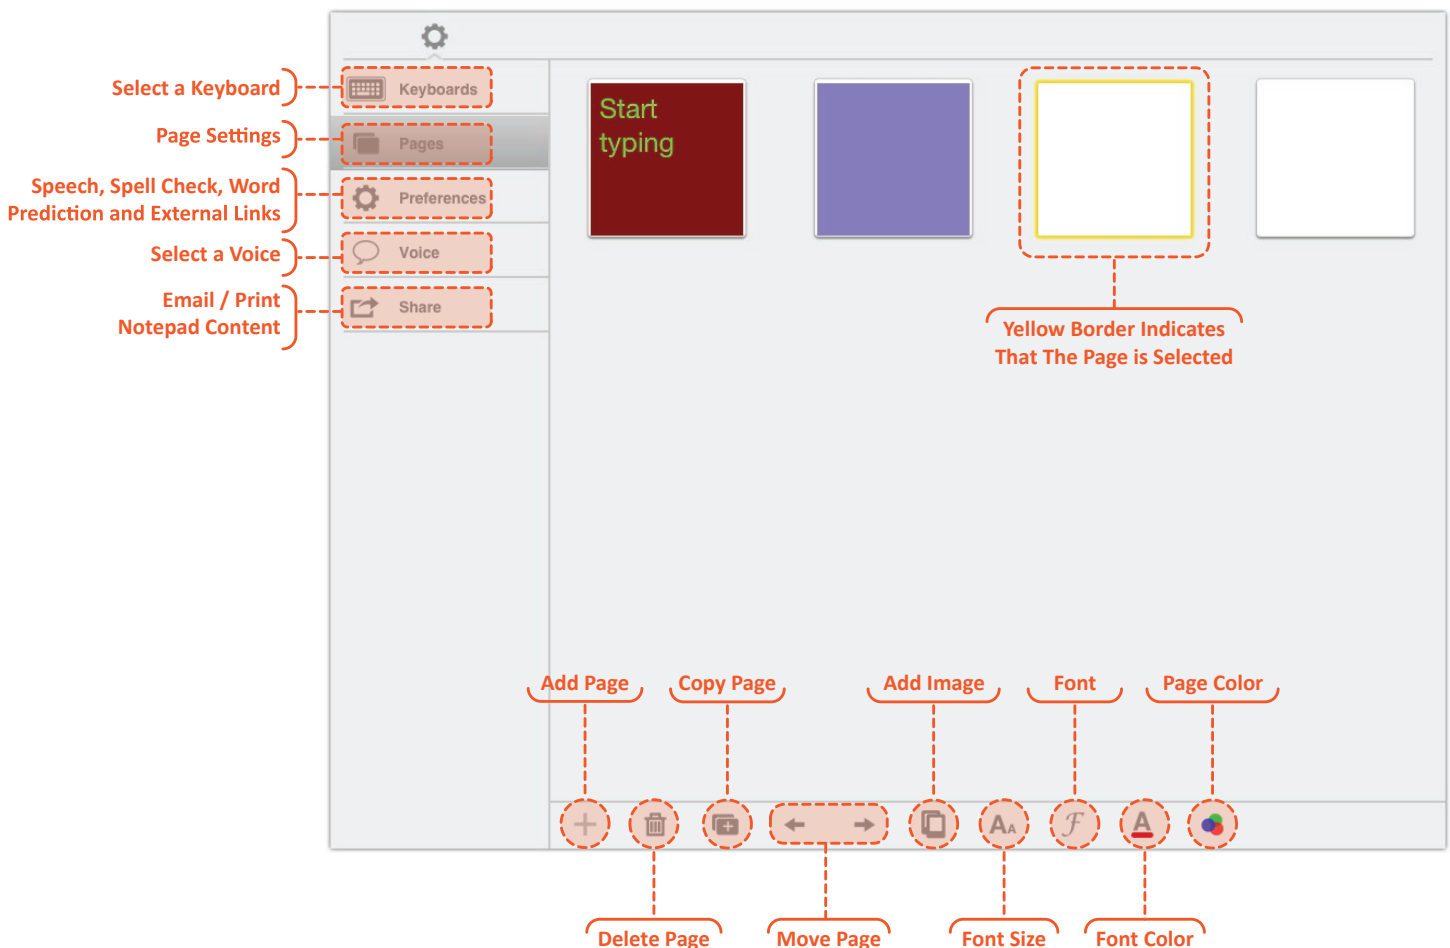 Select a Keyboard
Page Settings
Speech, Spell Check, Word
Prediction and External Links
Select a Voice
Email / Print
Notepad Content
Keyboards
Pages
Preferences
Voice
Share
Start
typing
Yellow Border Indicates
That The Page is Selected
Add Page
Copy Page
Add Image
Font
Page Color
AA
F
A
Delete Page
Move Page
Font Size
Font Color